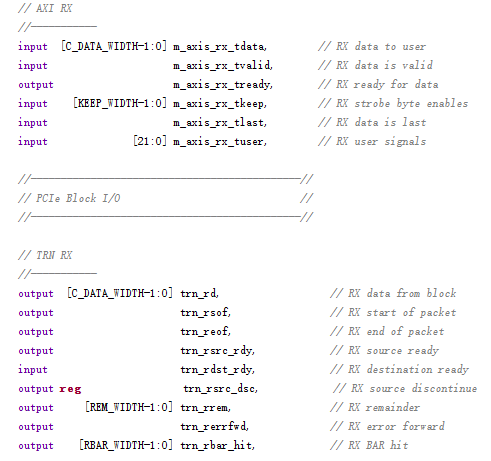 // AXI RX
//-----------
input [C_DATA_WIDTH-1:0] m_axis_rx_tdata, // RX data to user
input m_axis_rx_tvalid, // RX data is valid
output m_axis_rx_tready, // RX ready for data
input [KEEP_WIDTH-1:0] m_axis_rx_tkeep, // RX strobe byte enables
input m_axis_rx_tlast, // RX data is last
input [21:0] m_axis_rx_tuser, // RX user signals
//---------------------------------------------//
// PCIe Block I/O //
//---------------------------------------------//
// TRN RX
//-----------
output [C_DATA_WIDTH-1:0] trn_rd, // RX data from block
output trn_rsof, // RX start of packet
output trn_reof, // RX end of packet
output trn_rsrc_rdy, // RX source ready
input trn_rdst_rdy, // RX destination ready
output reg trn_rsrc_dsc, // RX source discontinue
output [REM_WIDTH-1:0] trn_rrem, // RX remainder
output trn_rerrfwd, // RX error forward
output [RBAR_WIDTH-1:0] trn_rbar_hit, // RX BAR hit